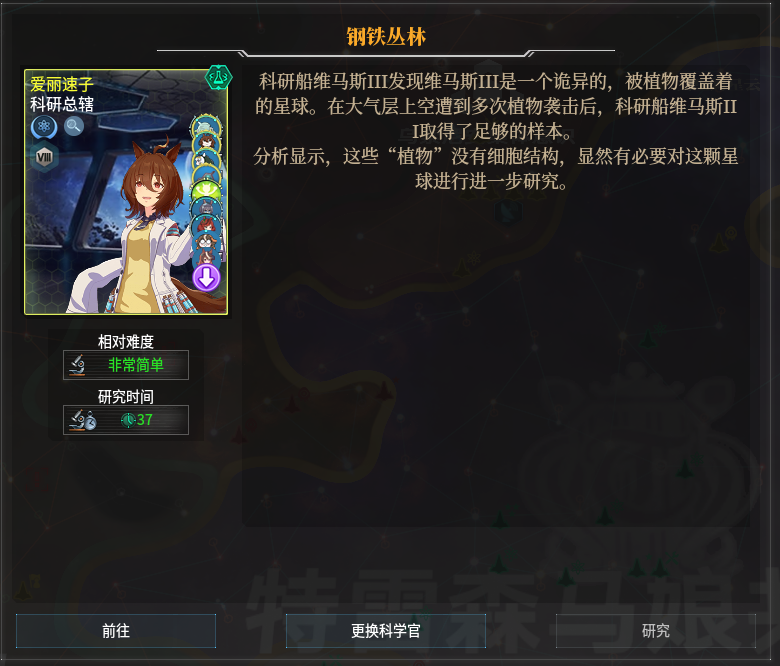 钢铁丛林
爱丽速子
科研总辖
VIII
科研船维马斯III发现维马斯III是一个诡异的，被植物覆盖着
的星球。在大气层上空遭到多次植物袭击后，科研船维马斯II
I取得了足够的样本。
分析显示，这些“植物”没有细胞结构，显然有必要对这颗星
球进行进一步研究。
相对难度
非常简单
研究时间
37
特雷森马娘
前往
更换科学官
研究